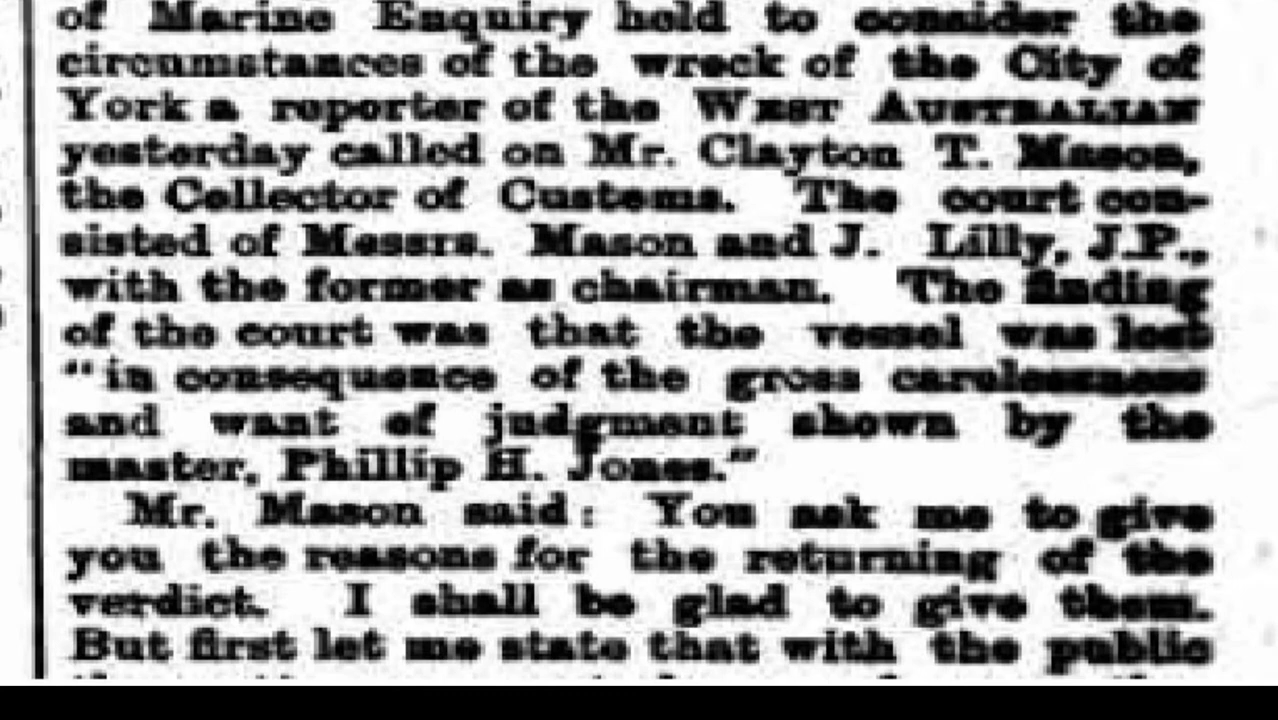 of Marine Enquiry held to consider the
circumstances of the wreck of the City of
York a reporter of the WEST AUSTRALIAN
yesterday called on Mr. Clayton T. Mason,
the Collector of Customs. The court con-
sisted of Messrs. Mason and J. Lilly, J.P.,
with the former as chairman. The finding
of the court was that the vessel was lost
"in consequence of the gross carelessness
and want of judgment shown by the
master, Phillip H. Jones."
Mr. Mason said: You ask me to give
you the reasons for the returning of the
verdict. I shall be glad to give them.
But first let me state that with the public